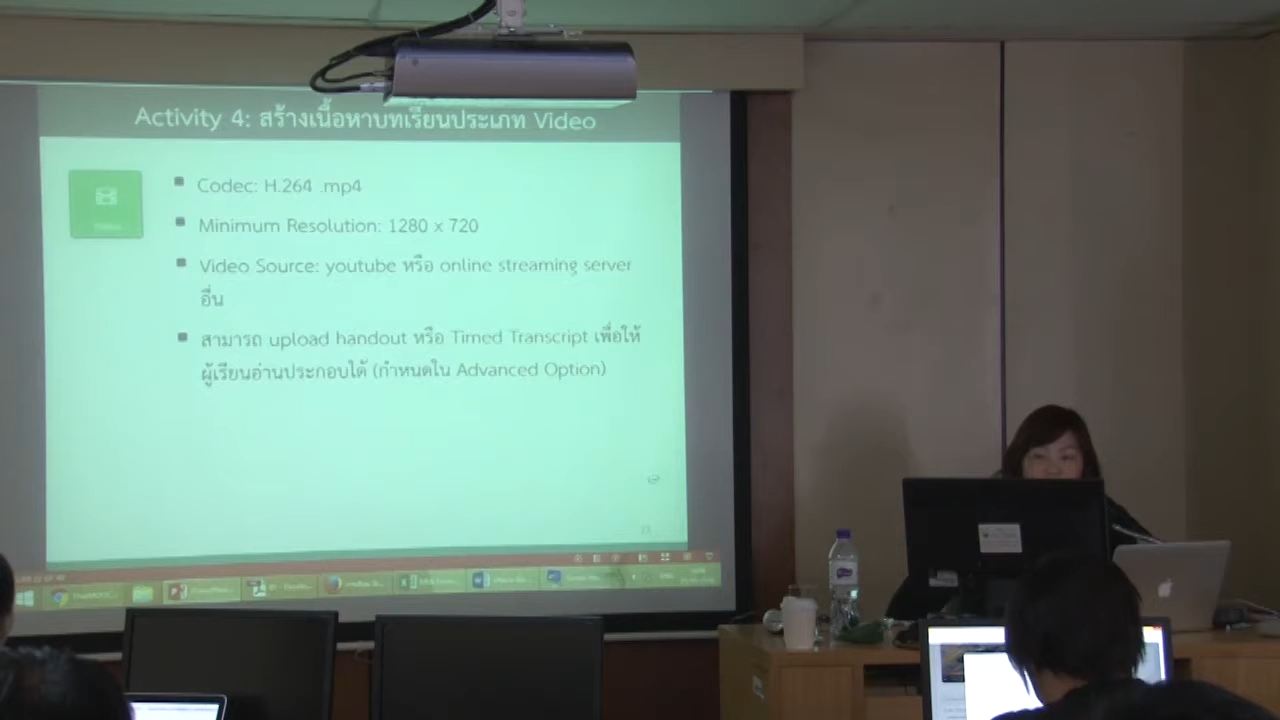 Activity 4: สร้างเนื้อหาบทเรียนประเภท Video
Codec: H.264 .mp4
Minimum Resolution: 1280 x 720
Video Source: youtube หรือ online streaming server
อื่น
สามารถ upload handout หรือ Timed Transcript เพื่อให้
ผู้เรียนอ่านประกอบได้ (กำหนดใน Advanced Option)